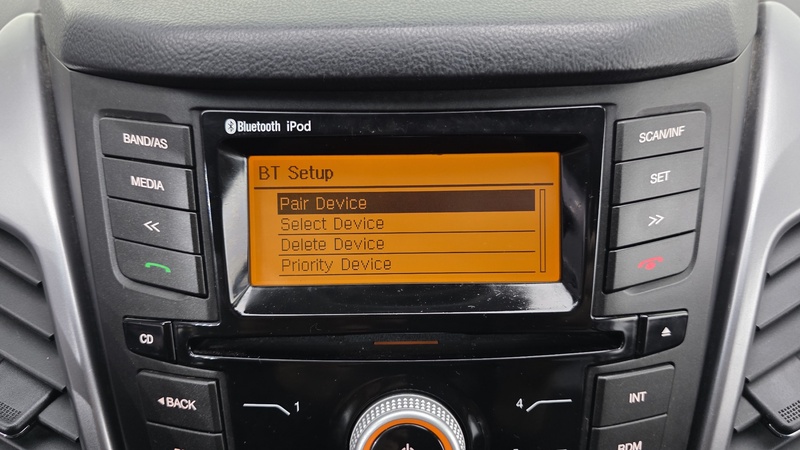 Bluetooth iPod
BAND/AS
MEDIA
SCAN/INF
SET
BT Setup
Pair Device
Select Device
Delete Device
Priority Device
CD
BACK
1
4
INT
RDM